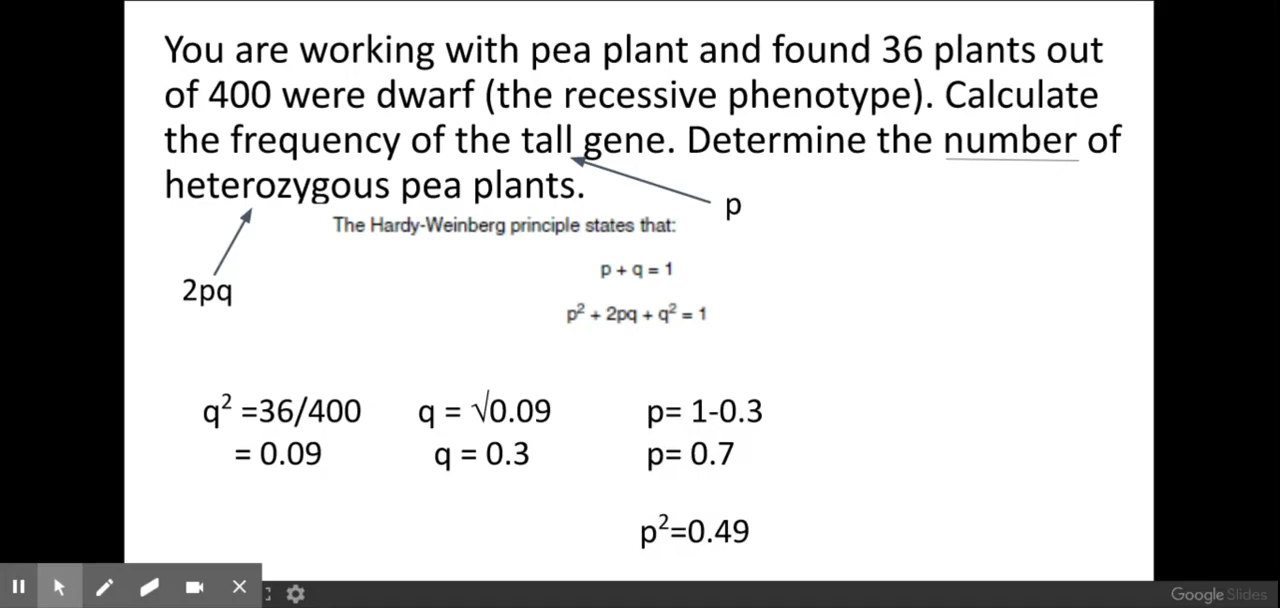 You are working with pea plant and found 36 plants out
of 400 were dwarf (the recessive phenotype). Calculate
the frequency of the tall gene. Determine the number of
heterozygous pea plants.
p
The Hardy-Weinberg principle states that:
p + q = 1
2pq
p² + 2pq + q² = 1
q² =36/400
= 0.09
q = √0.09
q = 0.3
p= 1-0.3
p= 0.7
p²=0.49
Google Slides